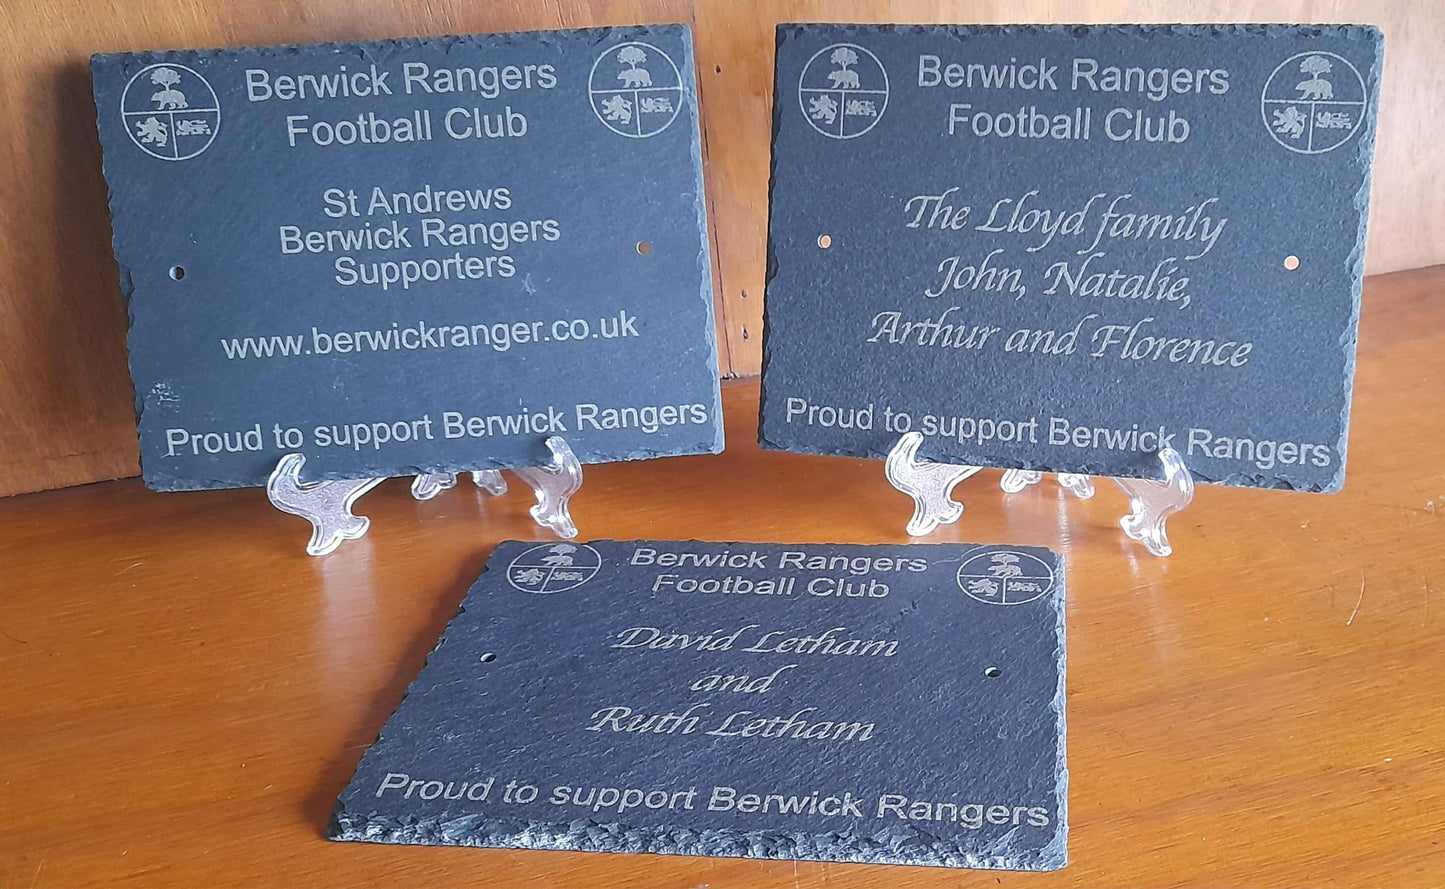 Berwick Rangers
Football Club
St Andrews
Berwick Rangers
Supporters
www.berwickranger.co.uk
Proud to support Berwick Rangers
Berwick Rangers
Football Club
The Lloyd family
John, Natalie,
Arthur and Florence
Proud to support Berwick Rangers
Berwick Rangers
Football Club
David Letham
and
Ruth Letham
Proud to support Berwick Rangers